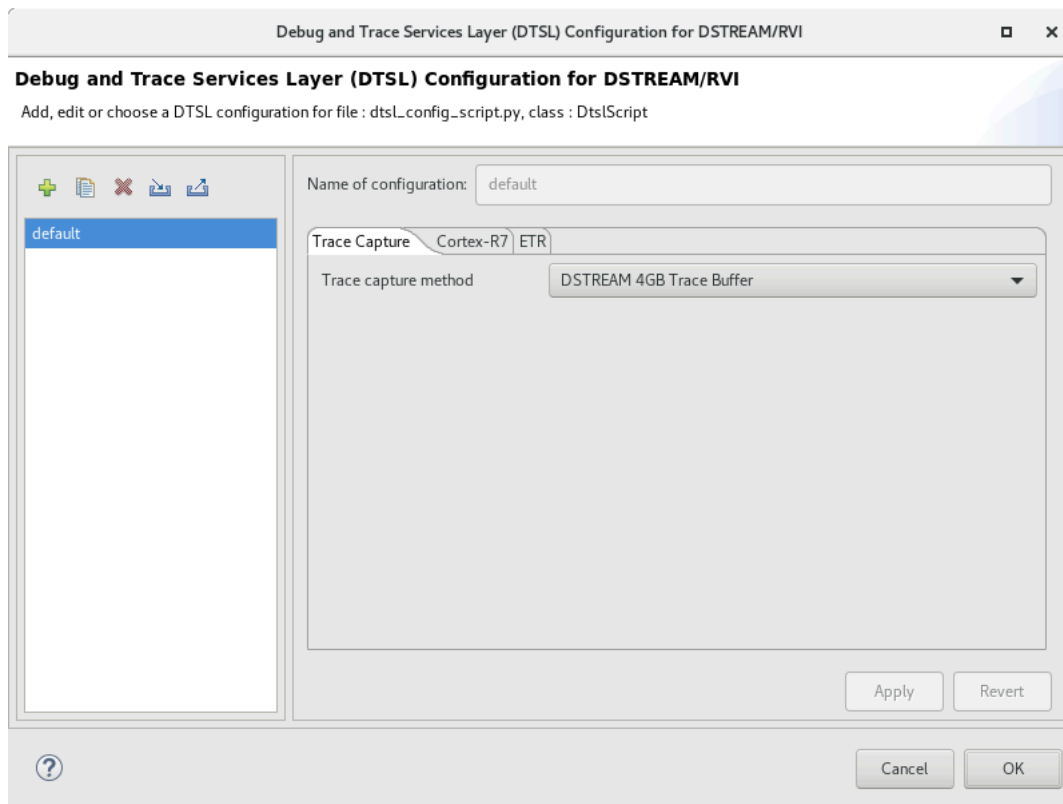 Debug and Trace Services Layer (DTSL) Configuration for DSTREAM/RVI
Debug and Trace Services Layer (DTSL) Configuration for DSTREAM/RVI
Add, edit or choose a DTSL configuration for file : dtsl_config_script.py, class : DtslScript
default
Name of configuration: default
Trace Capture Cortex-R7 ETR
Trace capture method DSTREAM 4GB Trace Buffer
Apply Revert
? Cancel OK